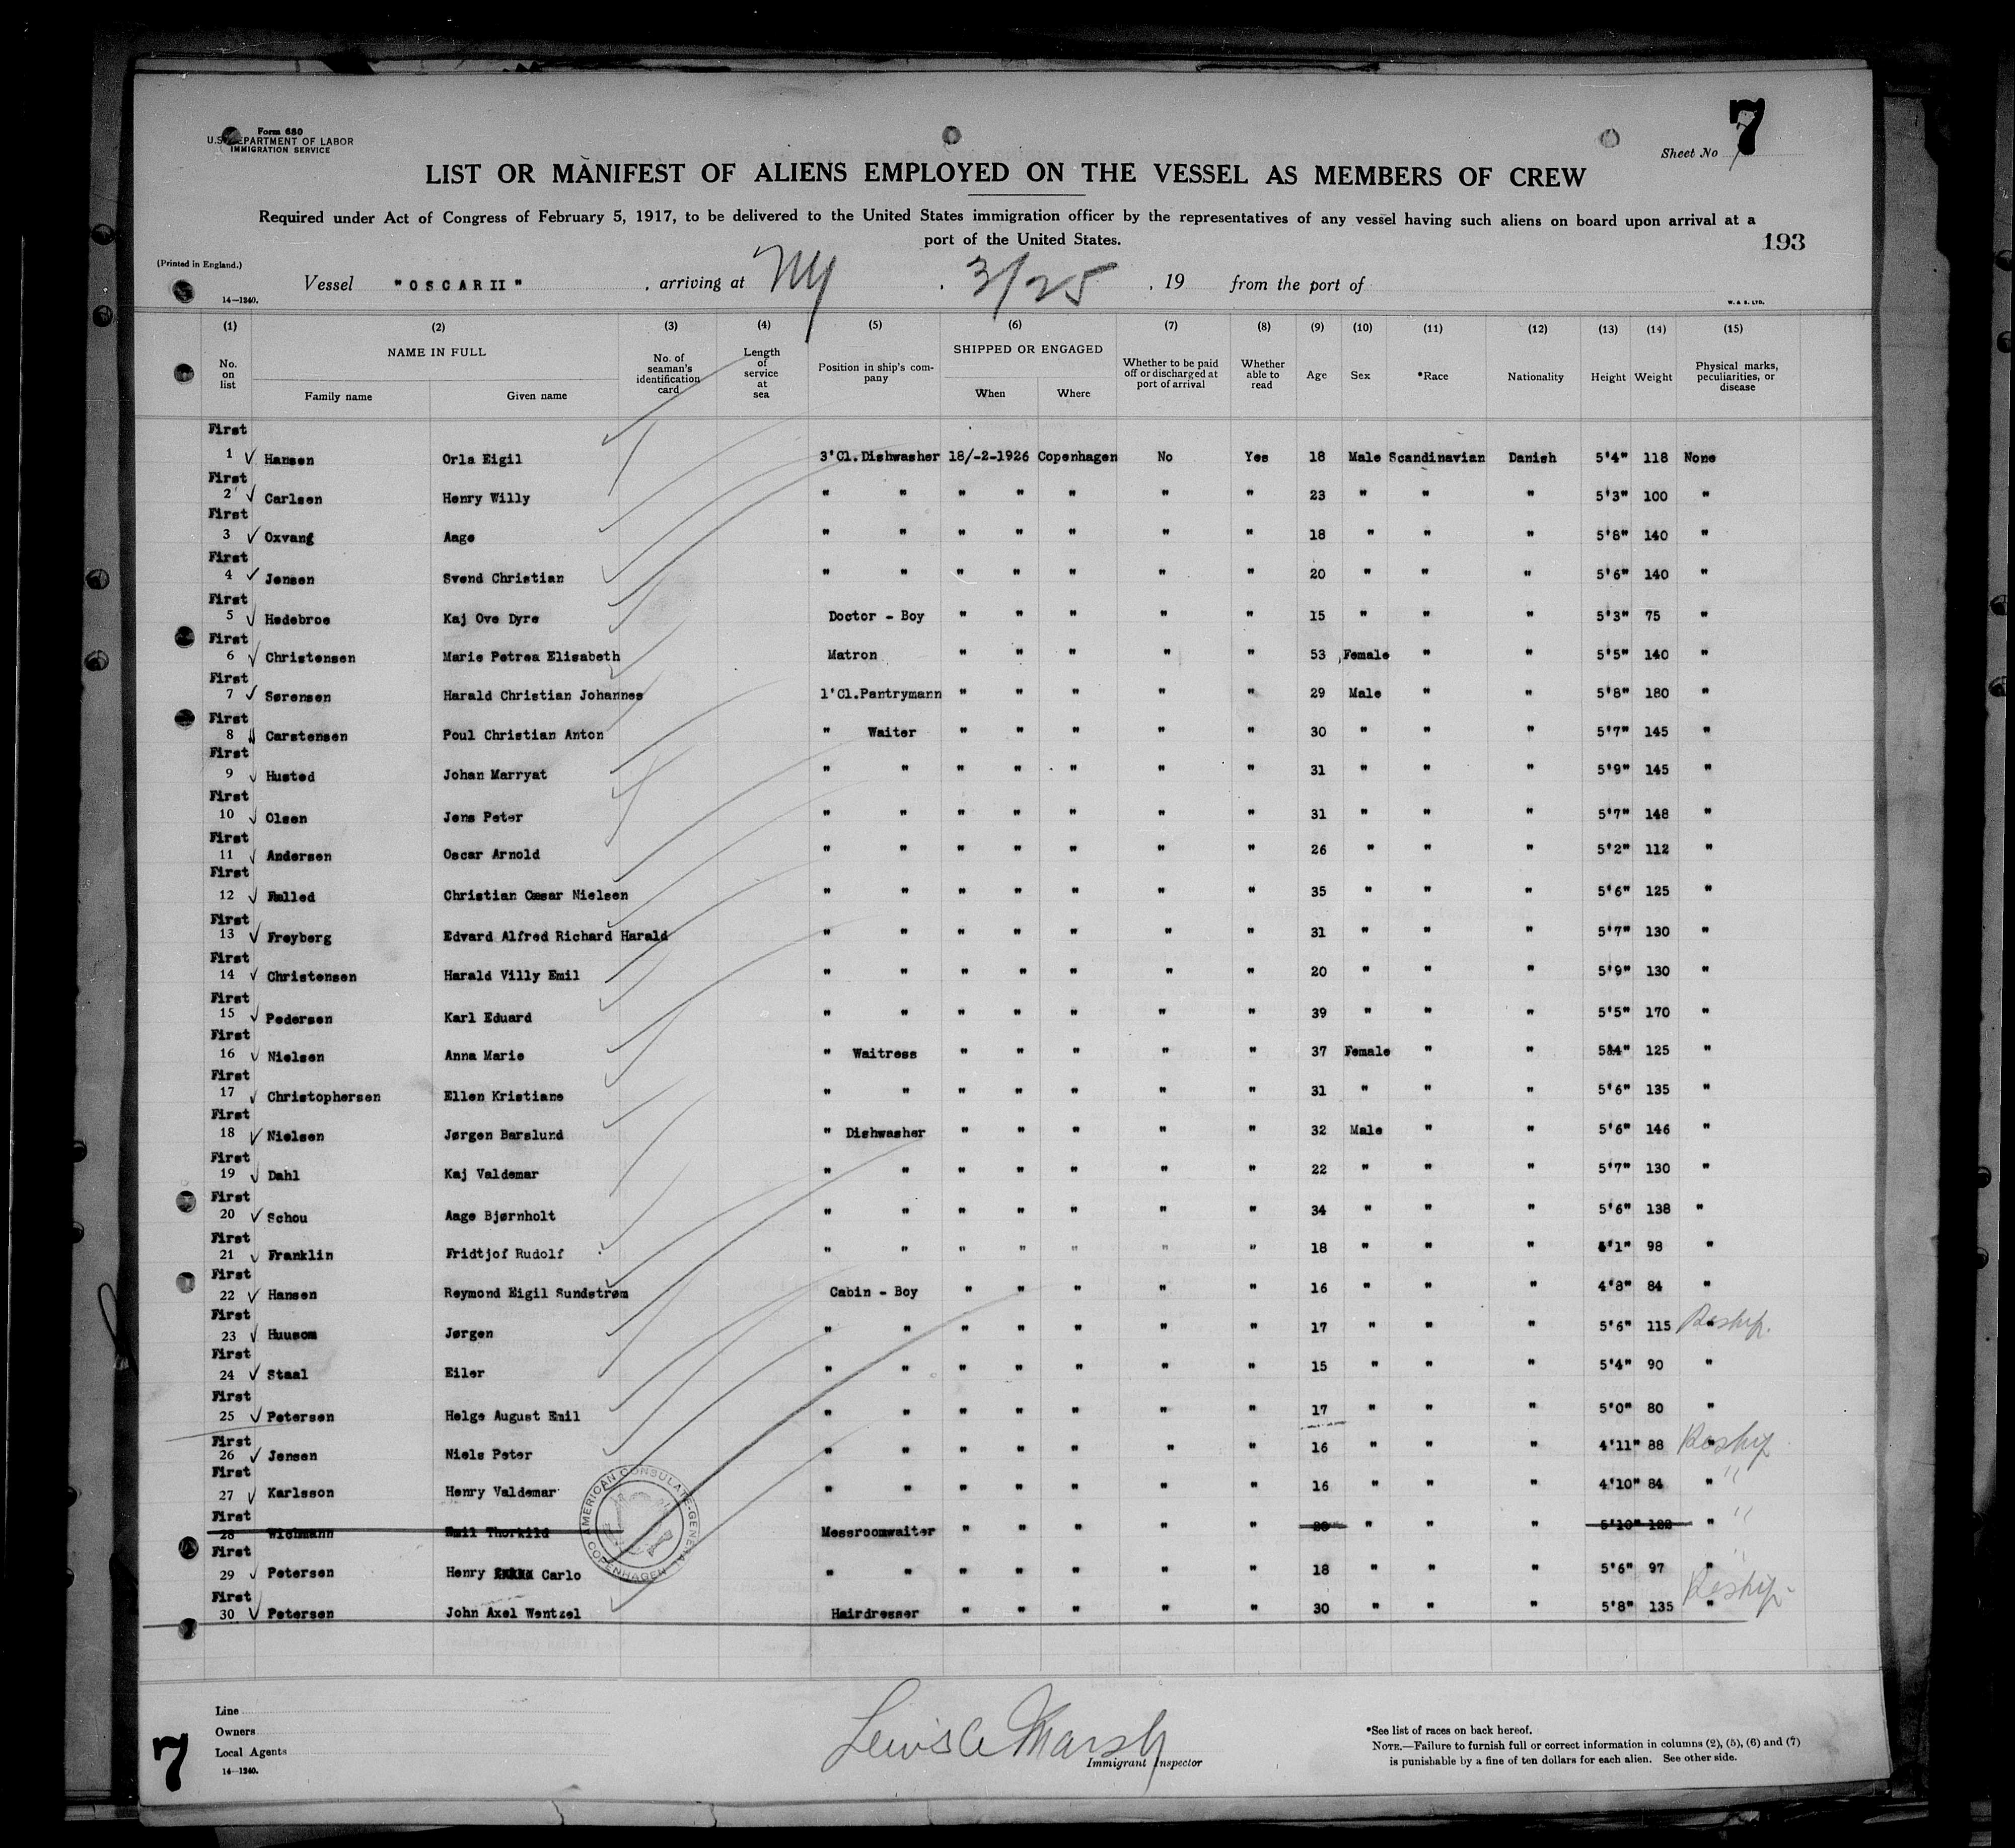 7
Form 680
U.S. DEPARTMENT OF LABOR
IMMIGRATION SERVICE
Sheet No 7
LIST OR MANIFEST OF ALIENS EMPLOYED ON THE VESSEL AS MEMBERS OF CREW
Required under Act of Congress of February 5, 1917, to be delivered to the United States immigration officer by the representatives of any vessel having such aliens on board upon arrival at a
port of the United States.
193
(Printed in England.)
Vessel "OSCAR II" , arriving at NY , 3/25 , 19 from the port of
14—1240.
W. & S. LTD.
(1) (2) (3) (4) (5) (6) (7) (8) (9) (10) (11) (12) (13) (14) (15)
No. on list NAME IN FULL Family name Given name No. of seaman's identification card Length of service at sea Position in ship's company SHIPPED OR ENGAGED When Where Whether to be paid off or discharged at port of arrival Whether able to read Age Sex *Race Nationality Height Weight Physical marks, peculiarities, or disease
First
1 ✓ Hansen Orla Eigil 3'Cl.Dishwasher 18/-2-1926 Copenhagen No Yes 18 Male Scandinavian Danish 5'4" 118 None
First
2 ✓ Carlsen Henry Willy " " " " " " " 23 " " " 5'3" 100 "
First
3 ✓ Oxvang Aage " " " " " " " 18 " " " 5'8" 140 "
First
4 ✓ Jensen Svend Christian " " " " " " " 20 " " " 5'6" 140 "
First
5 ✓ Hedebroe Kaj Ove Dyre Doctor - Boy " " " " " 15 " " " 5'3" 75 "
First
6 ✓ Christensen Marie Petrea Elisabeth Matron " " " " " 53 Female " " 5'5" 140 "
First
7 ✓ Sørensen Harald Christian Johannes 1'Cl.Pantrymann " " " " " 29 Male " " 5'8" 180 "
First
8 ✓ Carstensen Poul Christian Anton " Waiter " " " " " 30 " " " 5'7" 145 "
First
9 ✓ Husted Johan Marryat " " " " " " " 31 " " " 5'9" 145 "
First
10 ✓ Olsen Jens Peter " " " " " " " 31 " " " 5'7" 148 "
First
11 ✓ Andersen Oscar Arnold " " " " " " " 26 " " " 5'2" 112 "
First
12 ✓ Christian Cæsar Nielsen " " " " " " " 35 " " " 5'6" 125 "
First
13 ✓ Freyberg Edvard Alfred Richard Harald " " " " " " " 31 " " " 5'7" 130 "
First
14 ✓ Christensen Harald Villy Emil " " " " " " " 20 " " " 5'9" 130 "
First
15 ✓ Pedersen Karl Eduard " " " " " " " 39 " " " 5'5" 170 "
First
16 ✓ Nielsen Anna Marie " Waitress " " " " " 37 Female " " 5'4" 125 "
First
17 ✓ Christophersen Ellen Kristiane " " " " " " " 31 " " " 5'6" 135 "
First
18 ✓ Nielsen Jørgen Barslund " Dishwasher " " " " " 32 Male " " 5'6" 146 "
First
19 ✓ Dahl Kaj Valdemar " " " " " " " 22 " " " 5'7" 130 "
First
20 ✓ Schou Aage Bjørnholt " " " " " " " 34 " " " 5'6" 138 "
First
21 ✓ Franklin Fridtjof Rudolf " " " " " " " 18 " " " 98 "
First
22 ✓ Hansen Reymond Eigil Sundstrøm Cabin - Boy " " " " " 16 " " " 4'8" 84 "
First
23 ✓ Huusom Jørgen " " " " " " " 17 " " " 5'6" 115 " Reship.
First
24 ✓ Staal Eiler " " " " " " " 15 " " " 5'4" 90 "
First
25 ✓ Petersen Helge August Emil " " " " " " " 17 " " " 5'0" 80 "
First
26 ✓ Jensen Niels Peter " " " " " " " 16 " " " 4'11" 88 " Reship
First
27 ✓ Karlsson Henry Valdemar " " " " " " " 16 " " " 4'10" 84 " "
First
28 Wichmann Emil Thorkild Messroomwaiter " " " " " " " " 5'10" " "
First
29 ✓ Petersen Henry Carlo " " " " " " " 18 " " " 5'6" 97 " "
First
30 ✓ Petersen John Axel Wentzel Hairdresser " " " " " 30 " " " 5'8" 135 " Reship
AMERICAN CONSULATE-GENERAL COPENHAGEN
Line
Owners
Local Agents
14—1240.
7
Lewis C Marsh
Immigrant Inspector
*See list of races on back hereof.
NOTE.—Failure to furnish full or correct information in columns (2), (5), (6) and (7)
is punishable by a fine of ten dollars for each alien. See other side.